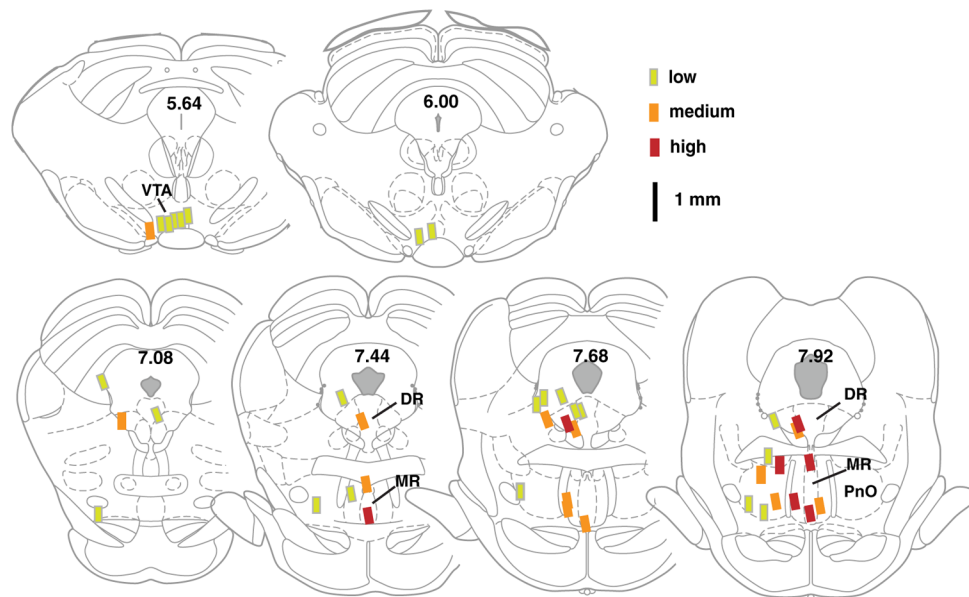 5.64
6.00
low
medium
high
1 mm
VTA
7.08
7.44
7.68
7.92
DR
DR
MR
MR
PnO